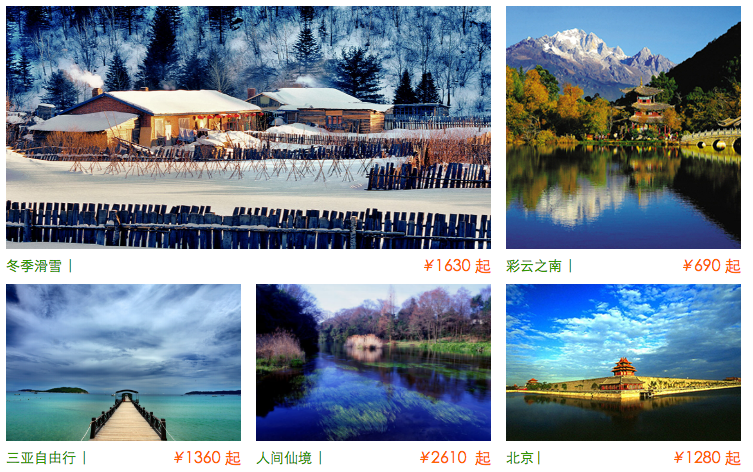 冬季滑雪 | ¥1630 起
彩云之南 | ¥690 起
三亚自由行 | ¥1360 起
人间仙境 | ¥2610 起
北京 | ¥1280 起